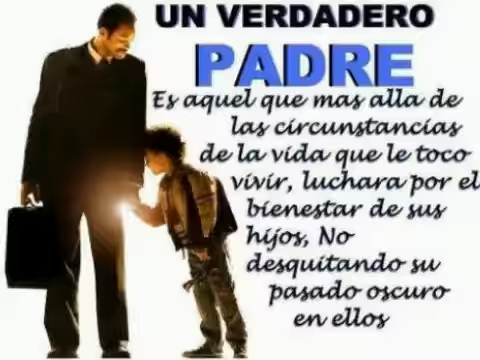 UN VERDADERO
PADRE
Es aquel que mas alla de
las circunstancias
de la vida que le toco
vivir, luchara por el
bienestar de sus
hijos, No
desquitando su
pasado oscuro
en ellos